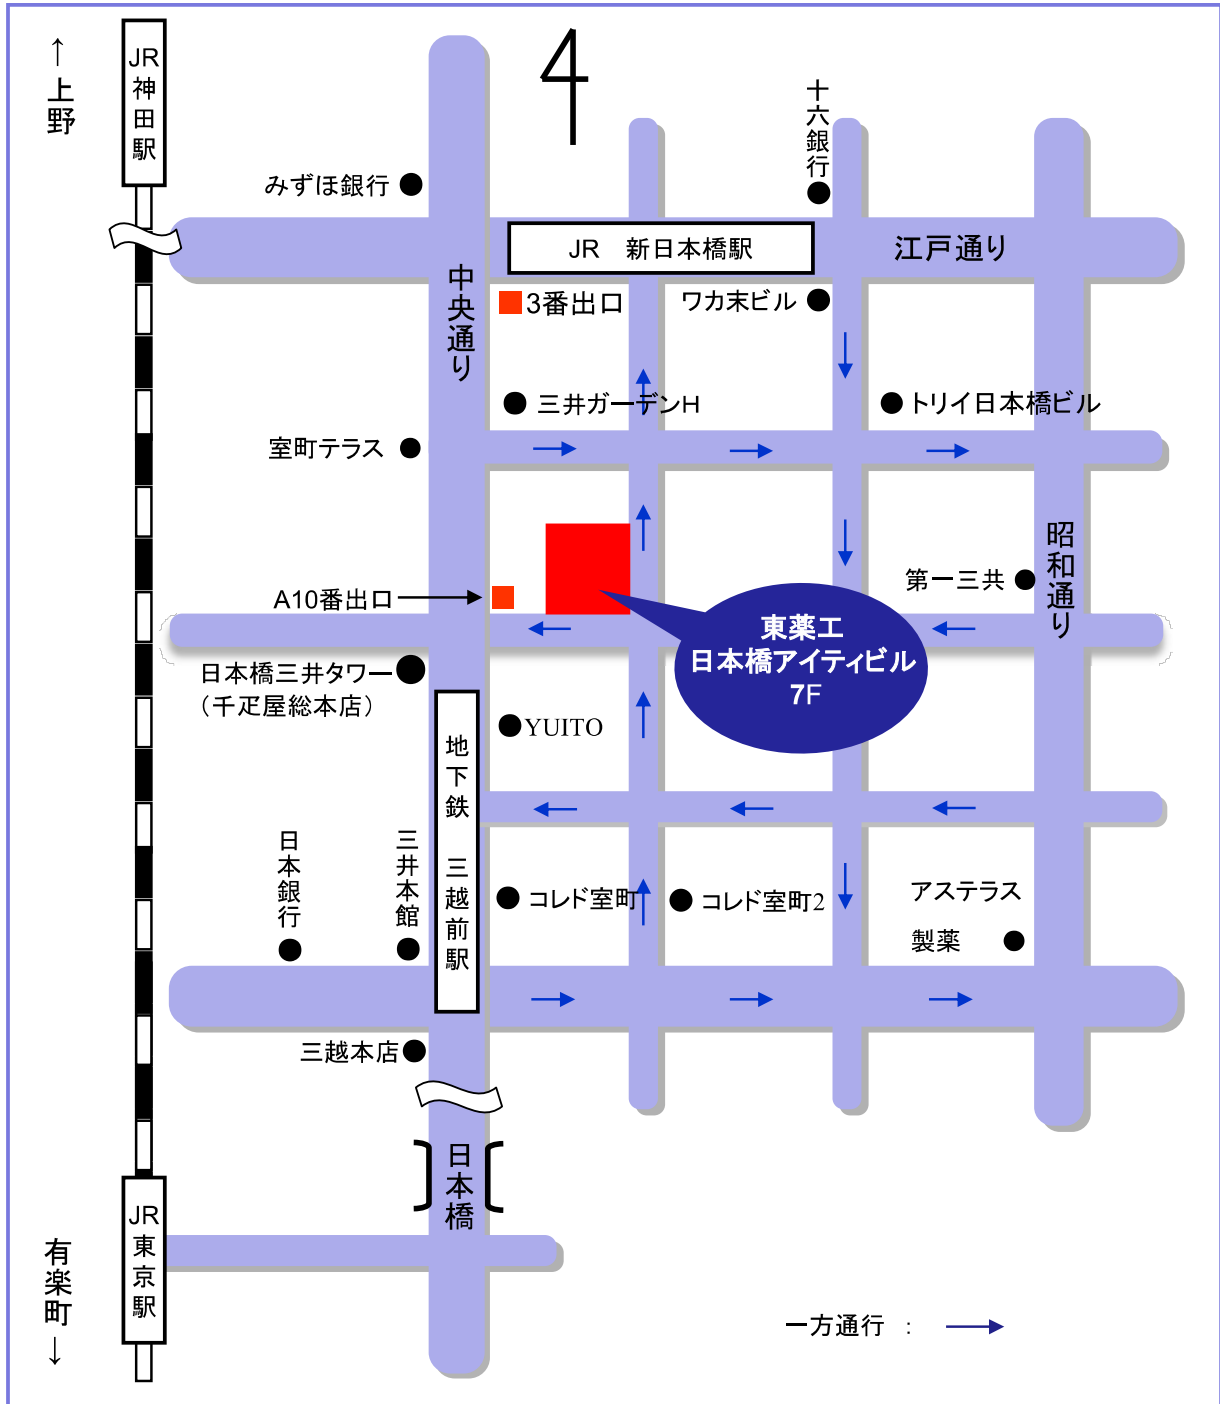 ↑上野
JR神田駅
十六銀行
みずほ銀行
JR 新日本橋駅
江戸通り
中央通り
3番出口
ワカ末ビル
三井ガーデンH
トリイ日本橋ビル
室町テラス
昭和通り
第一三共
A10番出口
東薬工
日本橋アイティビル
7F
日本橋三井タワー
（千疋屋総本店）
YUITO
地下鉄 三越前駅
日本銀行
三井本館
コレド室町
コレド室町2
アステラス
製薬
三越本店
日本橋
JR東京駅
有楽町↓
一方通行 : →